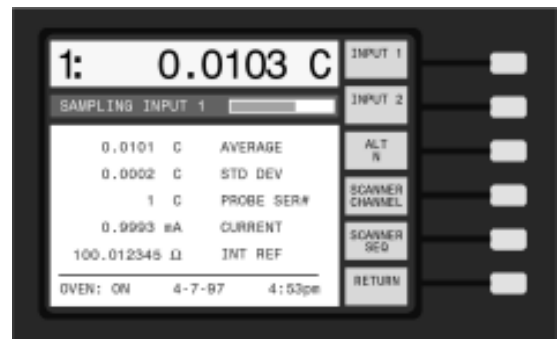 1: 0.0103 C
SAMPLING INPUT 1
0.0101 C AVERAGE
0.0002 C STD DEV
1 C PROBE SER#
0.9993 mA CURRENT
100.012345 Ω INT REF
OVEN: ON 4-7-97 4:53pm
INPUT 1
INPUT 2
ALT
N
SCANNER
CHANNEL
SCANNER
SEQ
RETURN